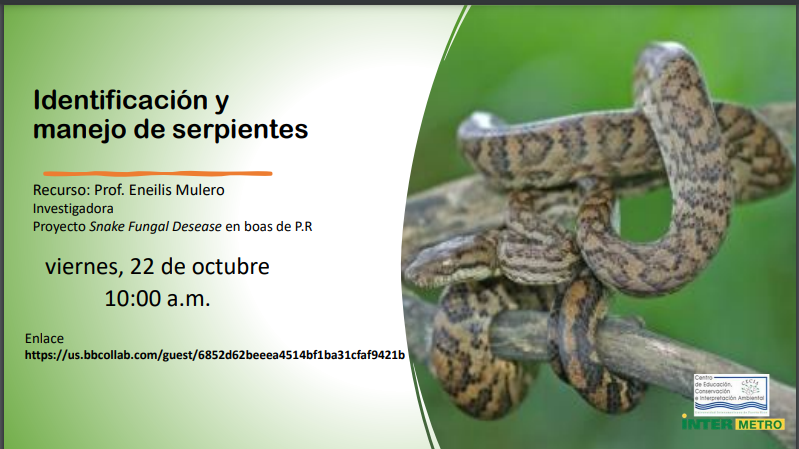 Identificación y
manejo de serpientes
Recurso: Prof. Eneilis Mulero
Investigadora
Proyecto Snake Fungal Desease en boas de P.R
viernes, 22 de octubre
10:00 a.m.
Enlace
https://us.bbcollab.com/guest/6852d62beeea4514bf1ba31cfaf9421b
Centro
de Educación,
Conservación
e Interpretación Ambiental
CECIA
INTER METRO